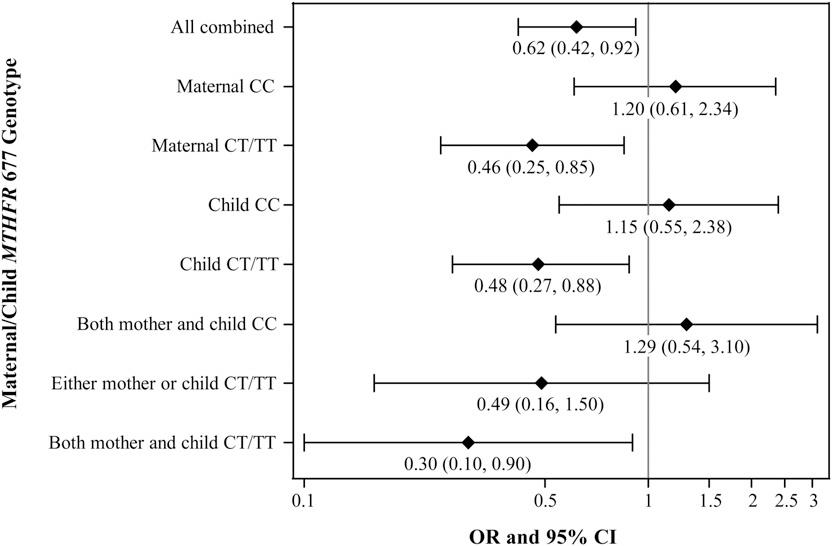 Maternal/Child MTHFR 677 Genotype
All combined
0.62 (0.42, 0.92)
Maternal CC
1.20 (0.61, 2.34)
Maternal CT/TT
0.46 (0.25, 0.85)
Child CC
1.15 (0.55, 2.38)
Child CT/TT
0.48 (0.27, 0.88)
Both mother and child CC
1.29 (0.54, 3.10)
Either mother or child CT/TT
0.49 (0.16, 1.50)
Both mother and child CT/TT
0.30 (0.10, 0.90)
0.1 0.5 1 1.5 2 2.5 3
OR and 95% CI